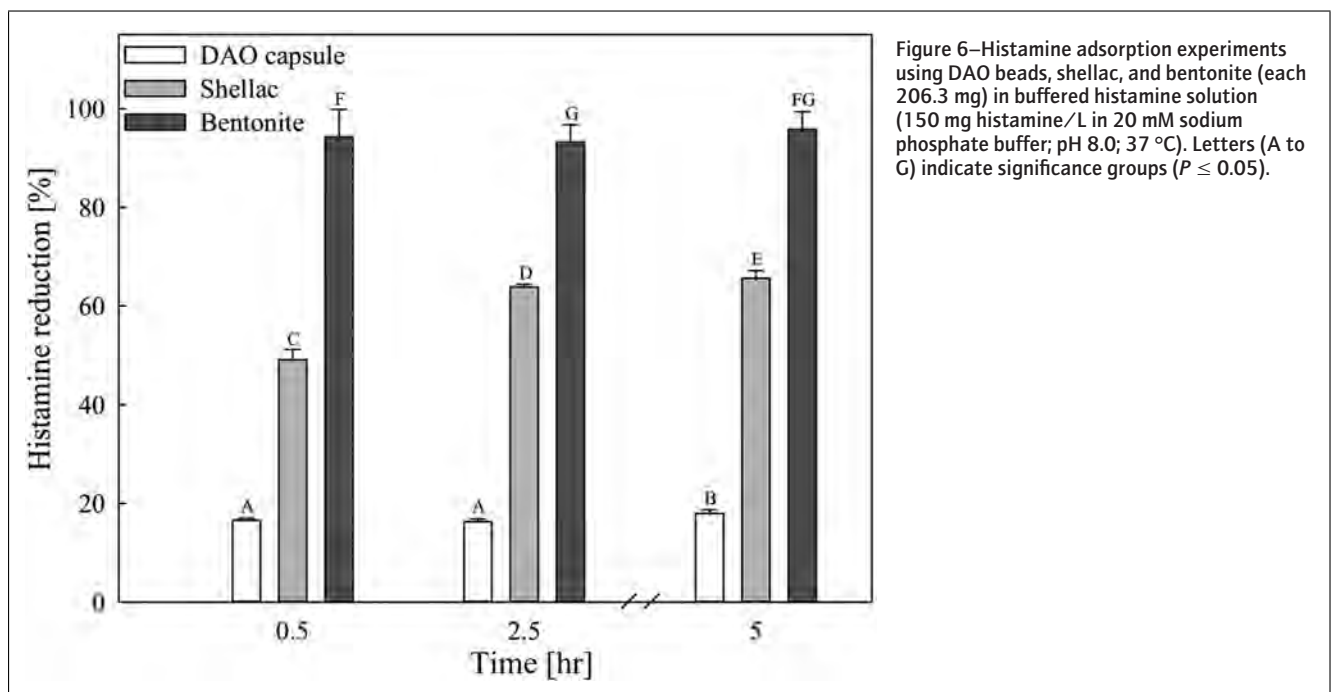 DAO capsule
Shellac
Bentonite
Histamine reduction [%]
100
80
60
40
20
0
A
C
F
A
D
G
B
E
FG
0.5
2.5
5
Time [hr]
Figure 6–Histamine adsorption experiments
using DAO beads, shellac, and bentonite (each
206.3 mg) in buffered histamine solution
(150 mg histamine/L in 20 mM sodium
phosphate buffer; pH 8.0; 37 °C). Letters (A to
G) indicate significance groups (P ≤ 0.05).